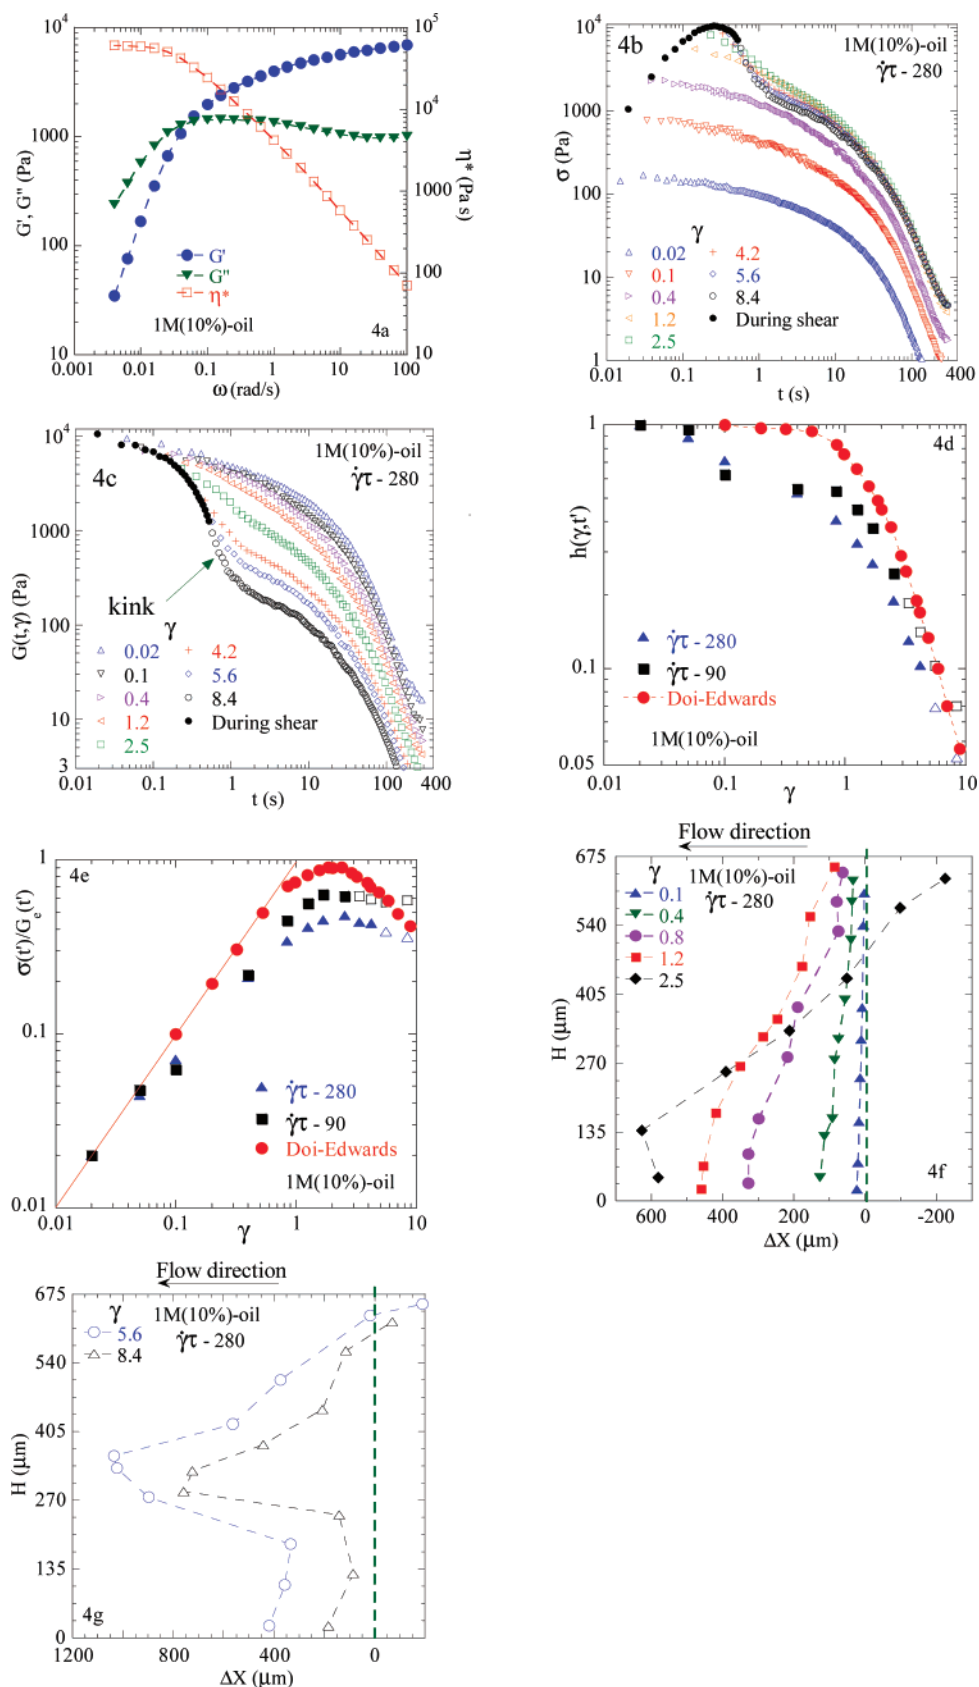 10⁴
1000
100
10
G', G" (Pa)
10⁵
10⁴
1000
100
10
η* (Pa s)
G'
G"
η*
1M(10%)-oil
4a
0.001 0.01 0.1 1 10 100
ω (rad/s)
10⁴
1000
100
10
1
σ (Pa)
4b
1M(10%)-oil
γ̇τ - 280
γ
0.02
0.1
0.4
1.2
2.5
4.2
5.6
8.4
During shear
0.01 0.1 1 10 100 400
t (s)
10⁴
1000
100
10
3
G(t,γ) (Pa)
4c
1M(10%)-oil
γ̇τ - 280
kink
γ
0.02
0.1
0.4
1.2
2.5
4.2
5.6
8.4
During shear
0.01 0.1 1 10 100 400
t (s)
1
0.1
0.05
h(γ,t')
4d
γ̇τ - 280
γ̇τ - 90
Doi-Edwards
1M(10%)-oil
0.01 0.1 1 10
γ
1
0.1
0.01
σ(t')/Gₑ(t')
4e
γ̇τ - 280
γ̇τ - 90
Doi-Edwards
1M(10%)-oil
0.01 0.1 1 10
γ
Flow direction
675
540
405
270
135
0
H (μm)
γ
0.1
0.4
0.8
1.2
2.5
1M(10%)-oil
γ̇τ - 280
4f
600 400 200 0 -200
ΔX (μm)
Flow direction
675
540
405
270
135
0
H (μm)
γ
5.6
8.4
1M(10%)-oil
γ̇τ - 280
4g
1200 800 400 0
ΔX (μm)